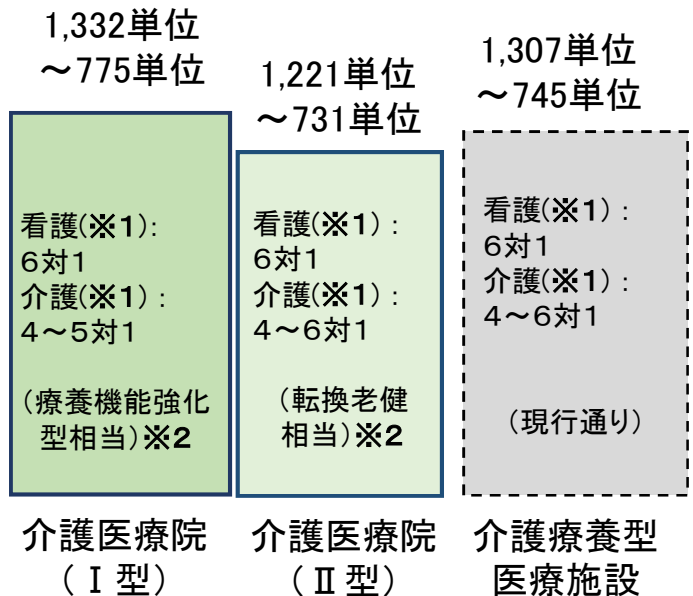 1,332単位
～775単位
1,221単位
～731単位
1,307単位
～745単位
看護(※1):
６対1
介護(※1):
４～５対1
（療養機能強化
型相当）※2
看護(※1):
６対1
介護(※1):
４～６対1
（転換老健
相当）※2
看護(※1):
６対1
介護(※1):
４～６対1
（現行通り）
介護医療院
（Ⅰ型）
介護医療院
（Ⅱ型）
介護療養型
医療施設